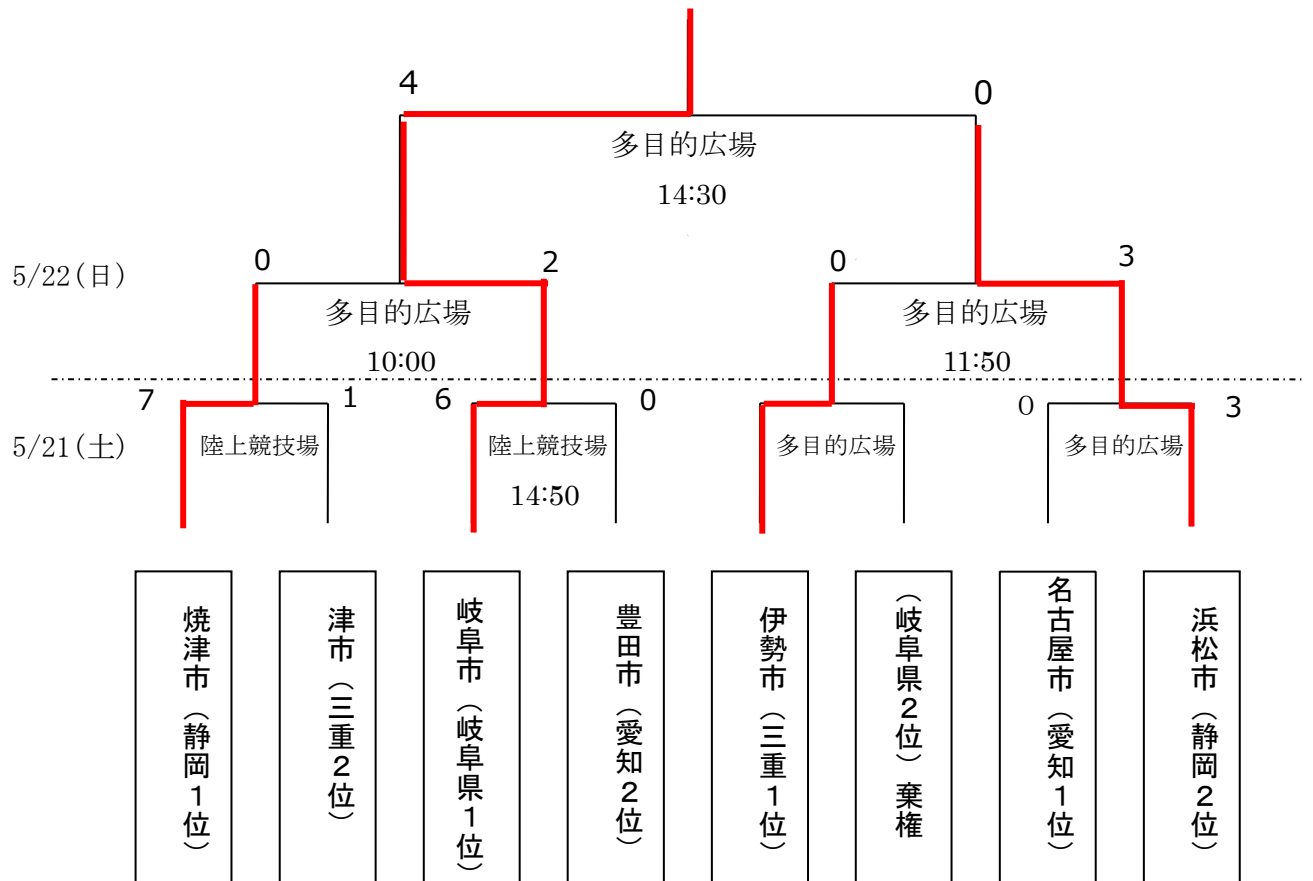 4
0
多目的広場
14:30
5/22(日)
0
2
0
3
多目的広場
多目的広場
10:00
11:50
7
1
6
0
0
3
5/21(土)
陸上競技場
陸上競技場
多目的広場
多目的広場
14:50
焼津市(静岡1位)
津市(三重2位)
岐阜市(岐阜県1位)
豊田市(愛知2位)
伊勢市(三重1位)
(岐阜県2位)棄権
名古屋市(愛知1位)
浜松市(静岡2位)